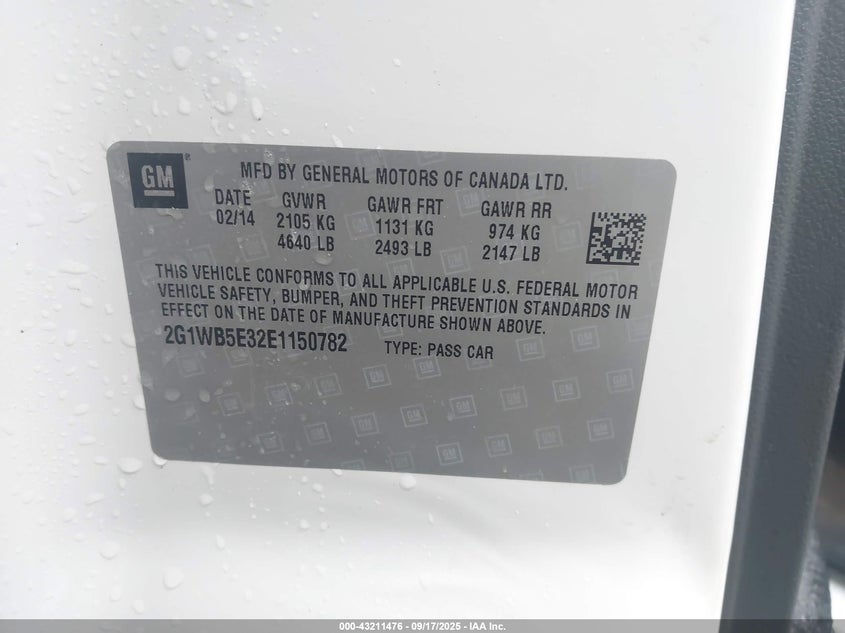 GM ®
MFD BY GENERAL MOTORS OF CANADA LTD.
DATE GVWR GAWR FRT GAWR RR
02/14 2105 KG 1131 KG 974 KG
4640 LB 2493 LB 2147 LB
THIS VEHICLE CONFORMS TO ALL APPLICABLE U.S. FEDERAL MOTOR
VEHICLE SAFETY, BUMPER, AND THEFT PREVENTION STANDARDS IN
EFFECT ON THE DATE OF MANUFACTURE SHOWN ABOVE.
2G1WB5E32E1150782 TYPE: PASS CAR
000-43211476 - 09/17/2025 - IAA Inc.